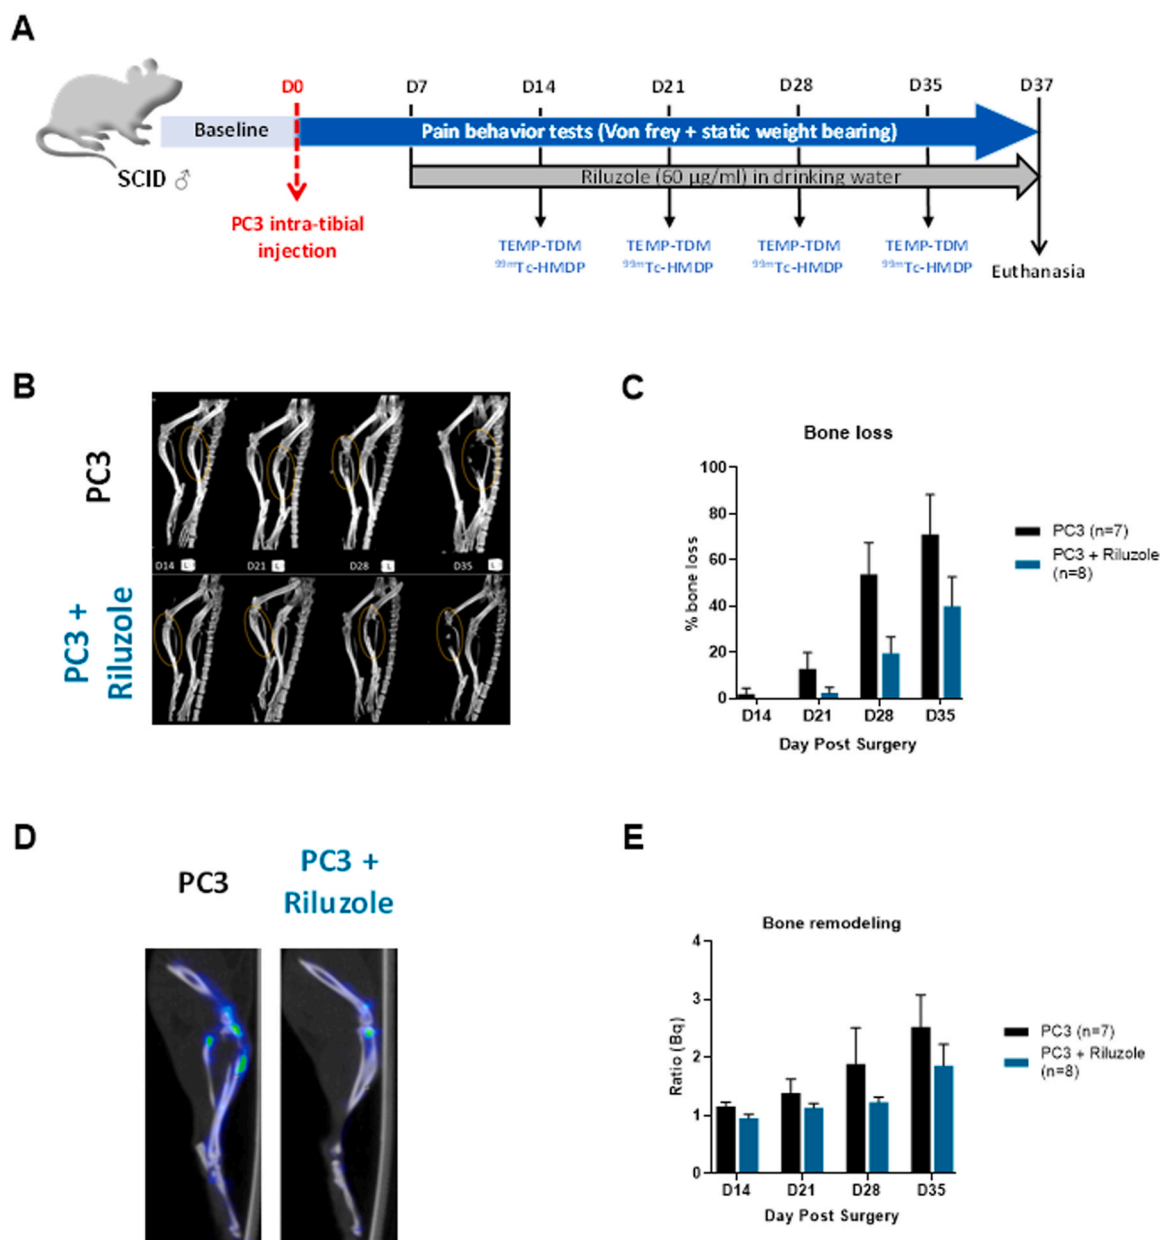 A
D0
D7
D14
D21
D28
D35
D37
Baseline
Pain behavior tests (Von frey + static weight bearing)
SCID ♂
Riluzole (60 µg/ml) in drinking water
PC3 intra-tibial
injection
TEMP-TDM
99mTc-HMDP
TEMP-TDM
99mTc-HMDP
TEMP-TDM
99mTc-HMDP
TEMP-TDM
99mTc-HMDP
Euthanasia
B
PC3
D14 L
D21 L
D28 L
D35 L
PC3 +
Riluzole
C
Bone loss
% bone loss
100
80
60
40
20
0
D14
D21
D28
D35
Day Post Surgery
PC3 (n=7)
PC3 + Riluzole
(n=8)
D
PC3
PC3 +
Riluzole
E
Bone remodeling
Ratio (Bq)
4
3
2
1
0
D14
D21
D28
D35
Day Post Surgery
PC3 (n=7)
PC3 + Riluzole
(n=8)